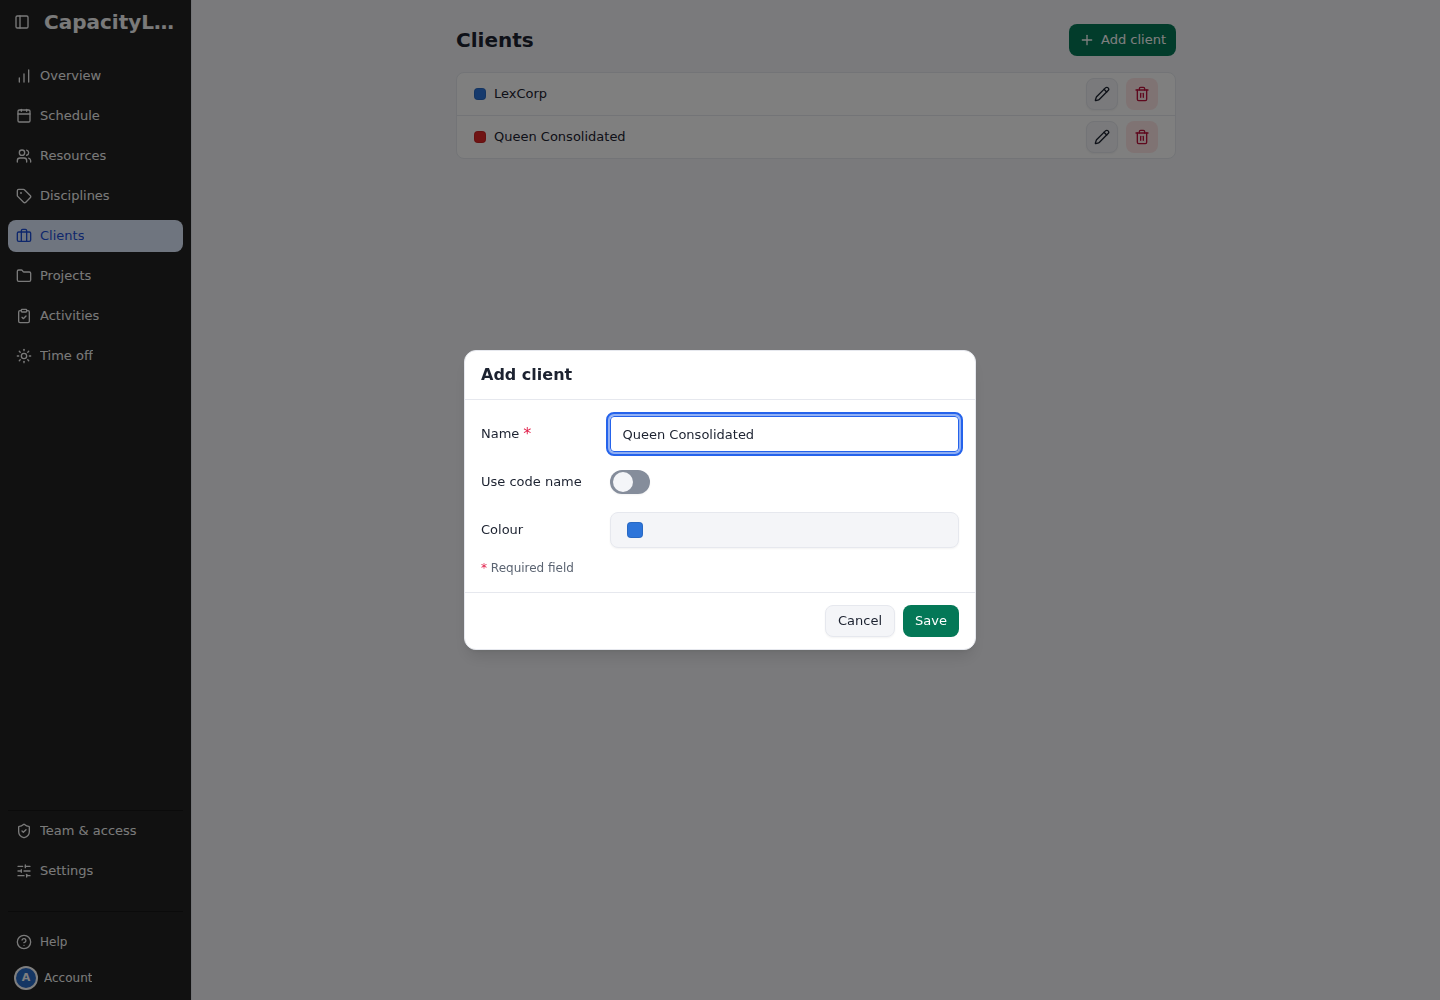 CapacityL...
Overview
Schedule
Resources
Disciplines
Clients
Projects
Activities
Time off
Team & access
Settings
Help
A Account
Clients
Add client
LexCorp
Queen Consolidated
Add client
Name *
Queen Consolidated
Use code name
Colour
* Required field
Cancel
Save